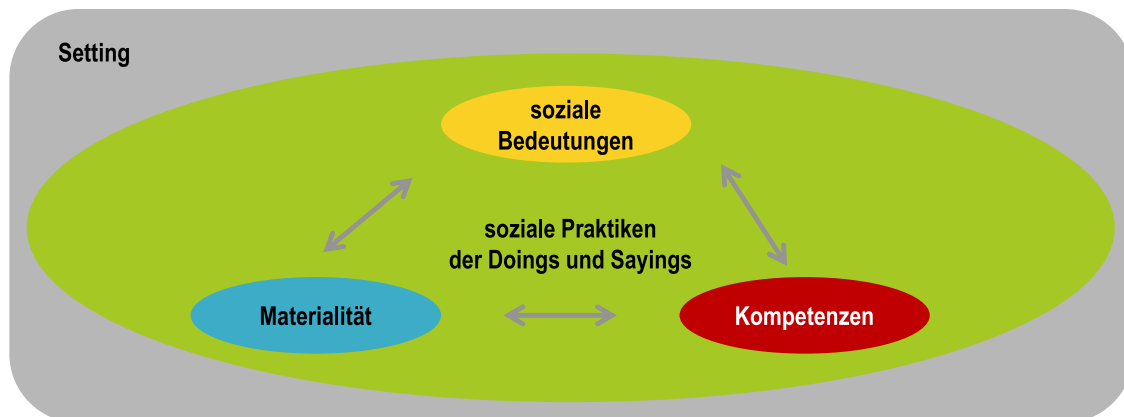 Setting
soziale
Bedeutungen
soziale Praktiken
der Doings und Sayings
Materialität
Kompetenzen